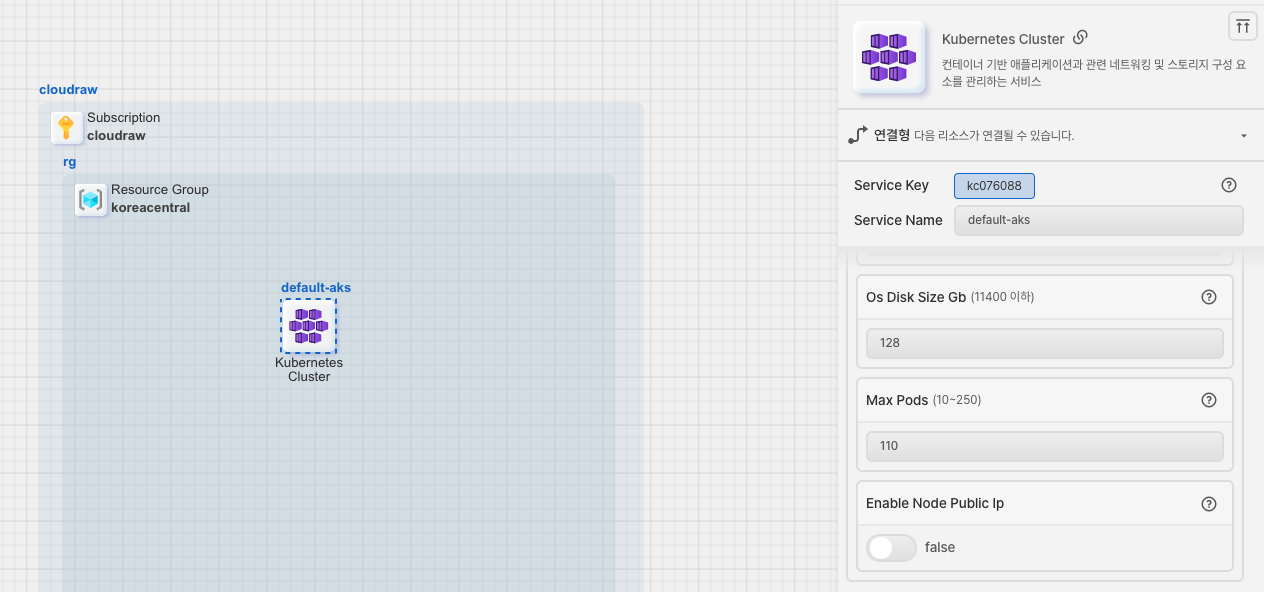 cloudraw
Subscription
cloudraw
rg
Resource Group
koreacentral
default-aks
Kubernetes
Cluster
Kubernetes Cluster
컨테이너 기반 애플리케이션과 관련 네트워킹 및 스토리지 구성 요
소를 관리하는 서비스
연결형 다음 리소스가 연결될 수 있습니다.
Service Key kc076088
Service Name default-aks
Os Disk Size Gb (11400 이하)
128
Max Pods (10~250)
110
Enable Node Public Ip
false